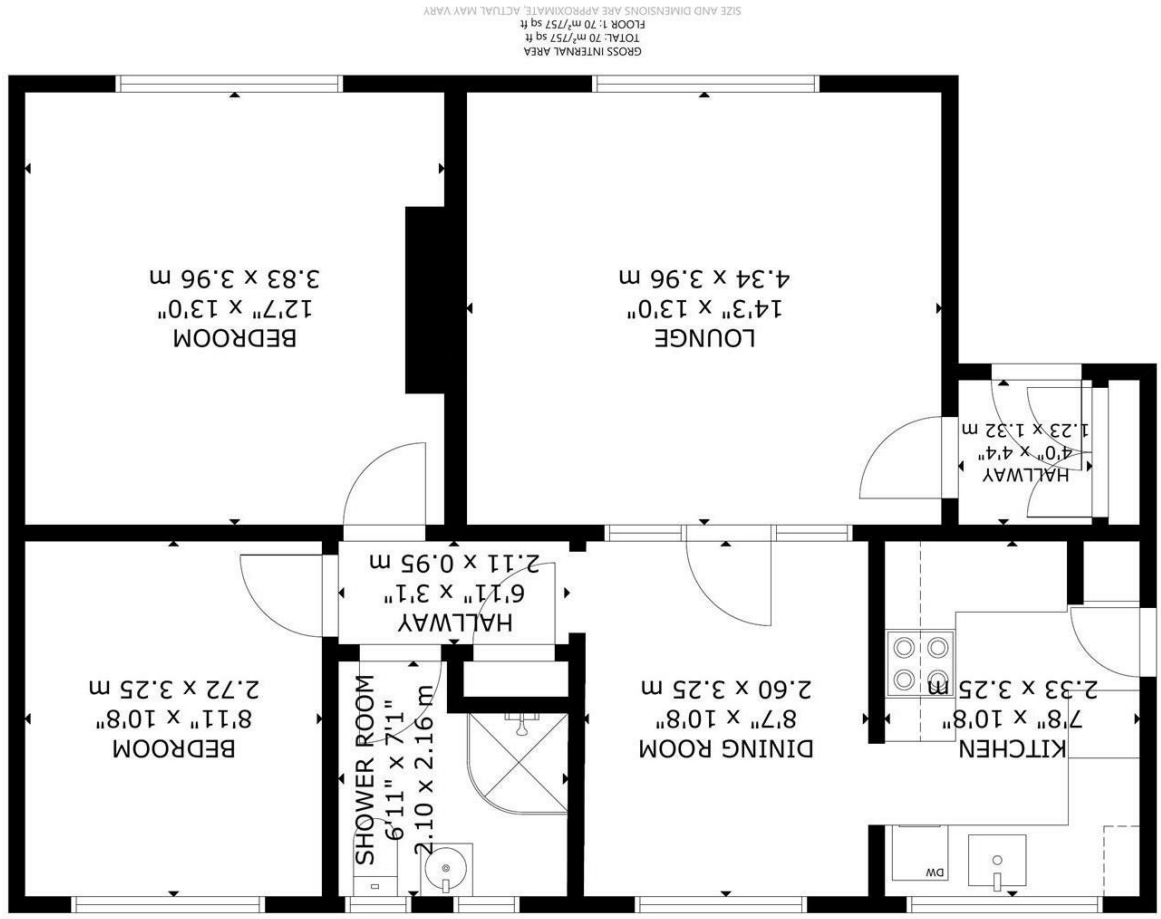 SIZE AND DIMENSIONS ARE APPROXIMATE, ACTUAL MAY VARY
FLOOR 1: 70 m²/757 sq ft
TOTAL: 70 m²/757 sq ft
GROSS INTERNAL AREA
BEDROOM
12'7" x 13'0"
3.83 x 3.96 m
LOUNGE
14'3" x 13'0"
4.34 x 3.96 m
HALLWAY
4'0" x 4'4"
1.23 x 1.32 m
HALLWAY
6'11" x 3'1"
2.11 x 0.95 m
BEDROOM
8'11" x 10'8"
2.72 x 3.25 m
SHOWER ROOM
6'11" x 7'1"
2.10 x 2.16 m
DINING ROOM
8'7" x 10'8"
2.60 x 3.25 m
KITCHEN
7'8" x 10'8"
2.33 x 3.25 m
DW